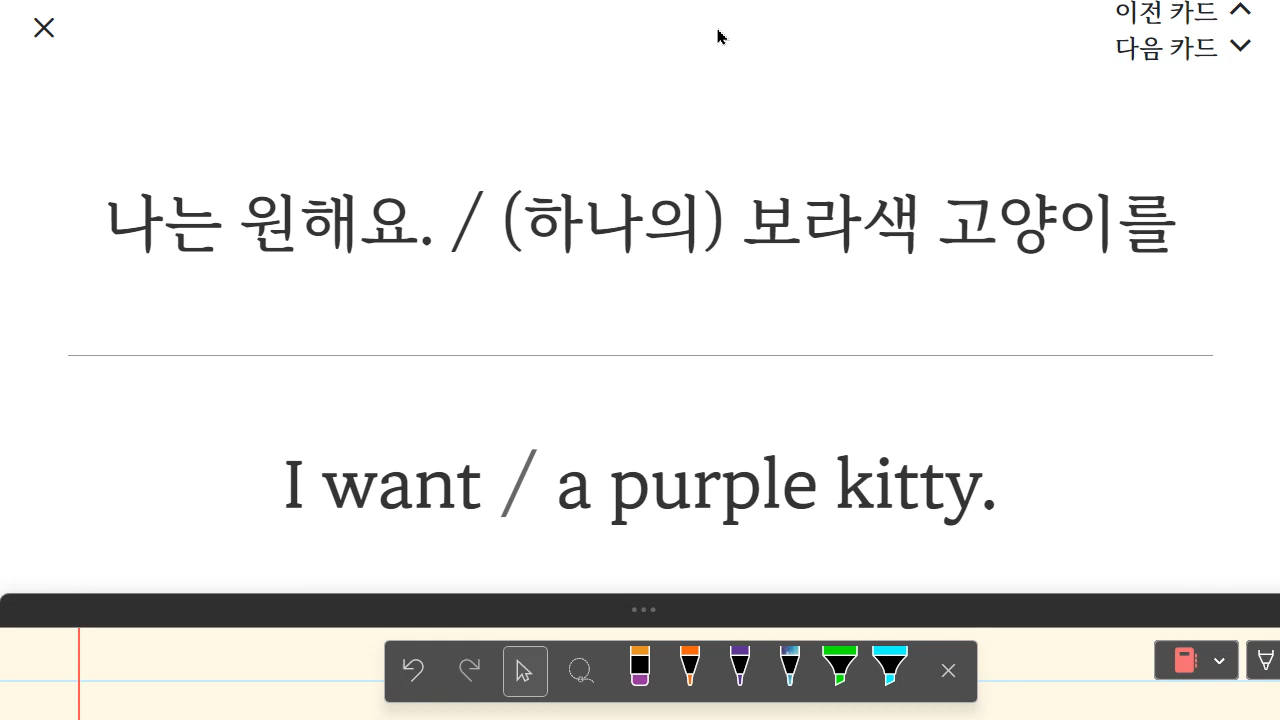 이전 카드
다음 카드
나는 원해요. / (하나의) 보라색 고양이를
I want / a purple kitty.